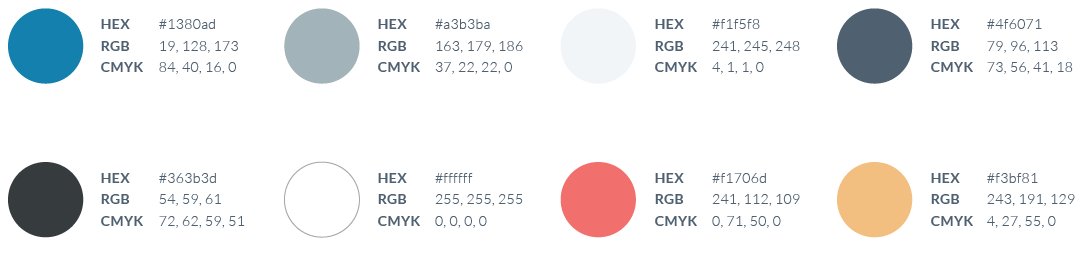 HEX #1380ad
RGB 19, 128, 173
CMYK 84, 40, 16, 0
HEX #a3b3ba
RGB 163, 179, 186
CMYK 37, 22, 22, 0
HEX #f1f5f8
RGB 241, 245, 248
CMYK 4, 1, 1, 0
HEX #4f6071
RGB 79, 96, 113
CMYK 73, 56, 41, 18
HEX #363b3d
RGB 54, 59, 61
CMYK 72, 62, 59, 51
HEX #ffffff
RGB 255, 255, 255
CMYK 0, 0, 0, 0
HEX #f1706d
RGB 241, 112, 109
CMYK 0, 71, 50, 0
HEX #f3bf81
RGB 243, 191, 129
CMYK 4, 27, 55, 0